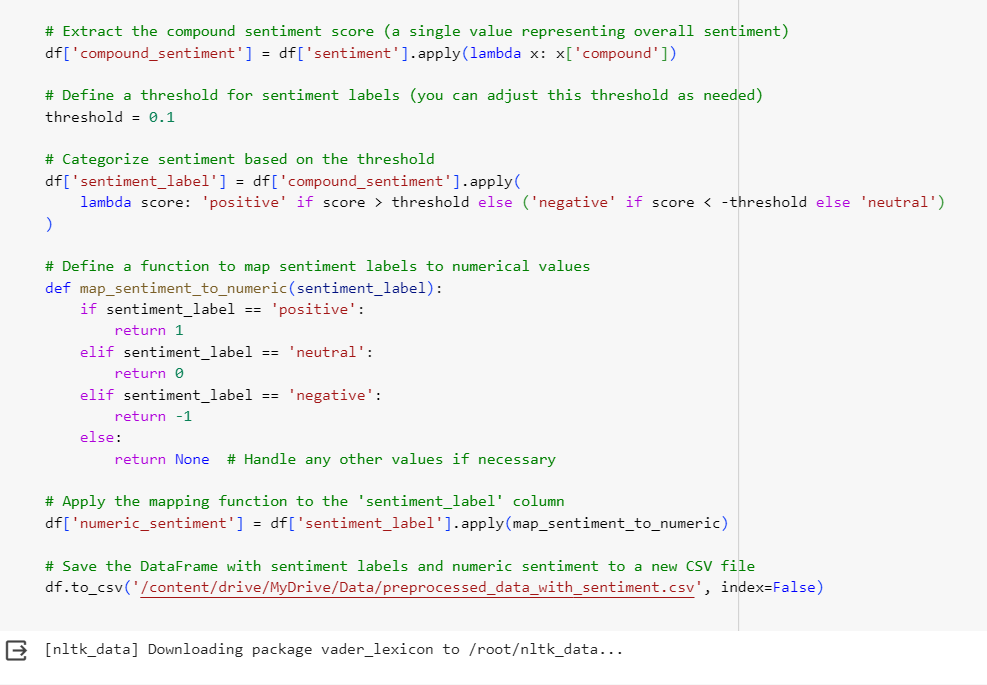 # Extract the compound sentiment score (a single value representing overall sentiment)
df['compound_sentiment'] = df['sentiment'].apply(lambda x: x['compound'])

# Define a threshold for sentiment labels (you can adjust this threshold as needed)
threshold = 0.1

# Categorize sentiment based on the threshold
df['sentiment_label'] = df['compound_sentiment'].apply(
    lambda score: 'positive' if score > threshold else ('negative' if score < -threshold else 'neutral')
)

# Define a function to map sentiment labels to numerical values
def map_sentiment_to_numeric(sentiment_label):
    if sentiment_label == 'positive':
        return 1
    elif sentiment_label == 'neutral':
        return 0
    elif sentiment_label == 'negative':
        return -1
    else:
        return None  # Handle any other values if necessary

# Apply the mapping function to the 'sentiment_label' column
df['numeric_sentiment'] = df['sentiment_label'].apply(map_sentiment_to_numeric)

# Save the DataFrame with sentiment labels and numeric sentiment to a new CSV file
df.to_csv('/content/drive/MyDrive/Data/preprocessed_data_with_sentiment.csv', index=False)

[nltk_data] Downloading package vader_lexicon to /root/nltk_data...